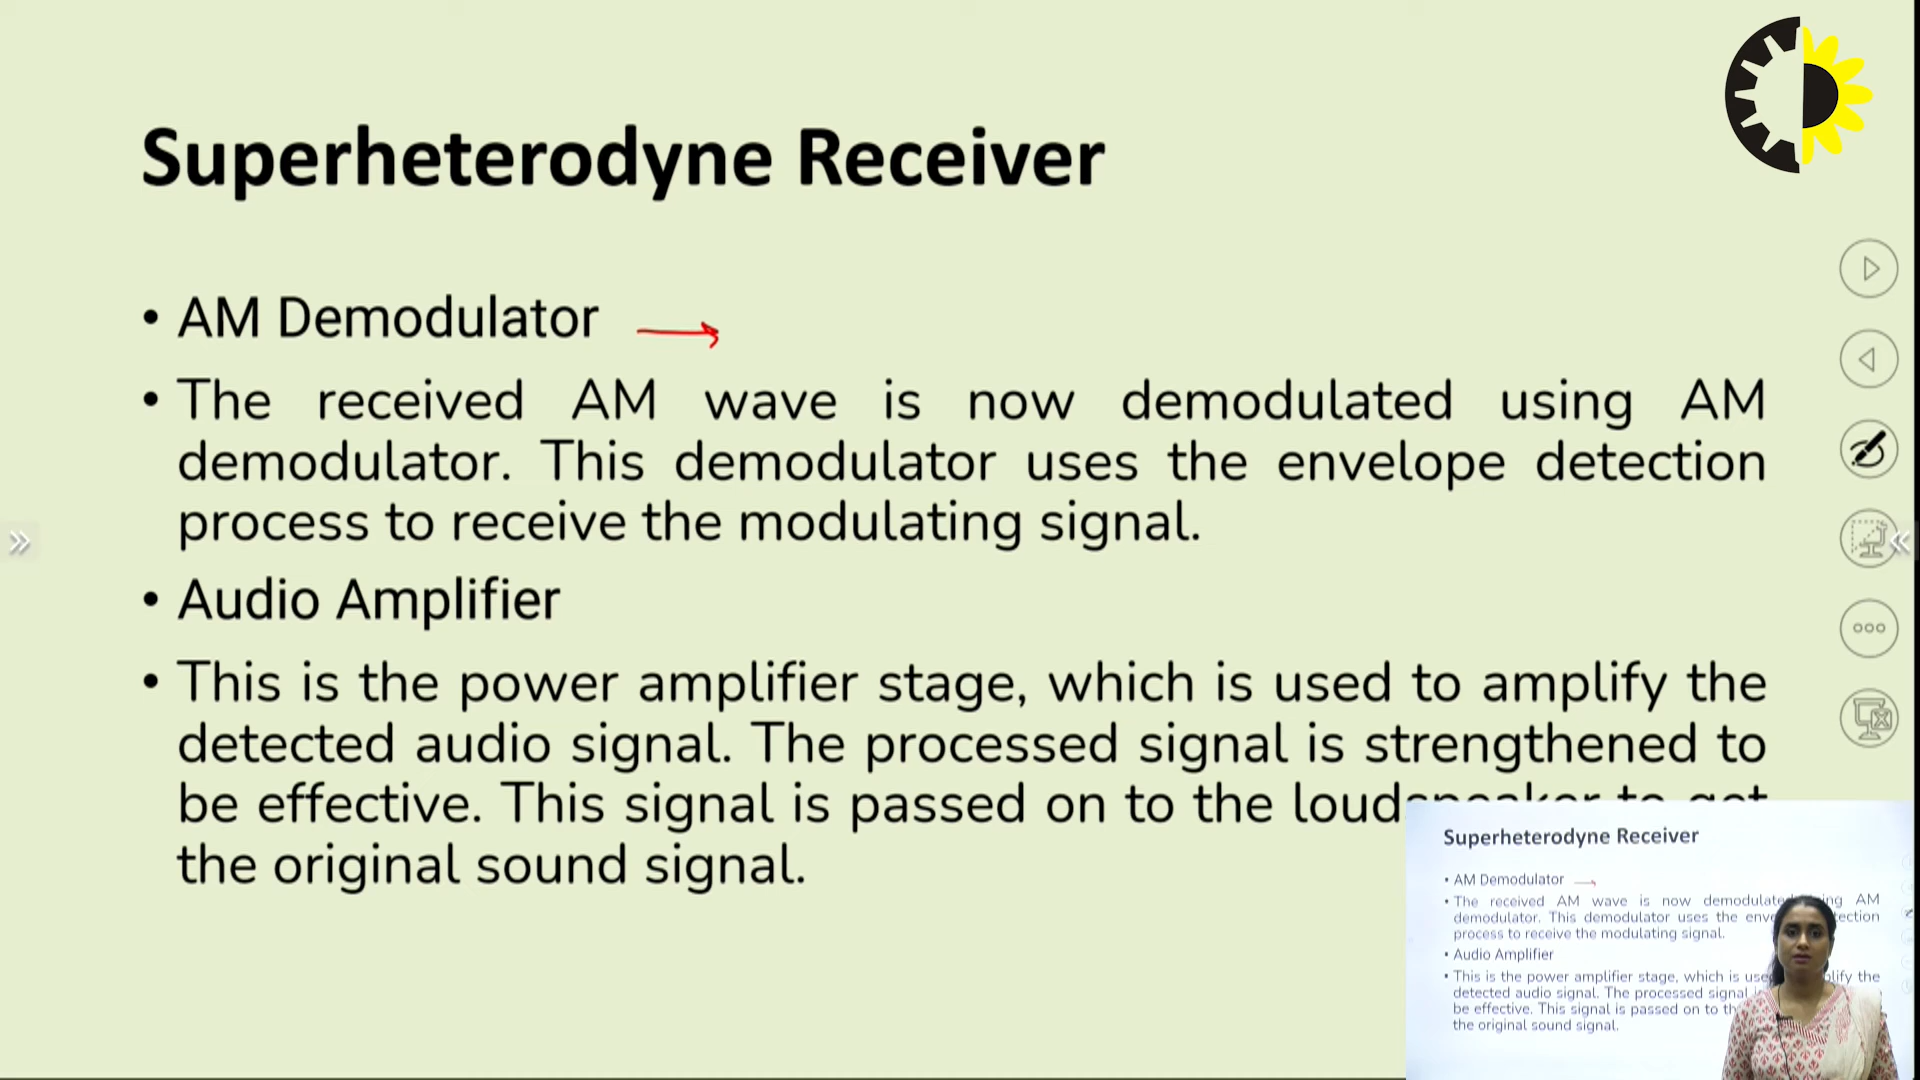 Superheterodyne Receiver
• AM Demodulator
• The received AM wave is now demodulated using AM
demodulator. This demodulator uses the envelope detection
process to receive the modulating signal.
• Audio Amplifier
• This is the power amplifier stage, which is used to amplify the
detected audio signal. The processed signal is strengthened to
be effective. This signal is passed on to the loudspeaker to get
the original sound signal.
Superheterodyne Receiver
• AM Demodulator
• The received AM wave is now demodulated AM
demodulator. This demodulator uses the
process to receive the modulating signal.
• Audio Amplifier
• This is the power amplifier stage, which is the
detected audio signal. The processed signal
be effective. This signal is passed on to
the original sound signal.